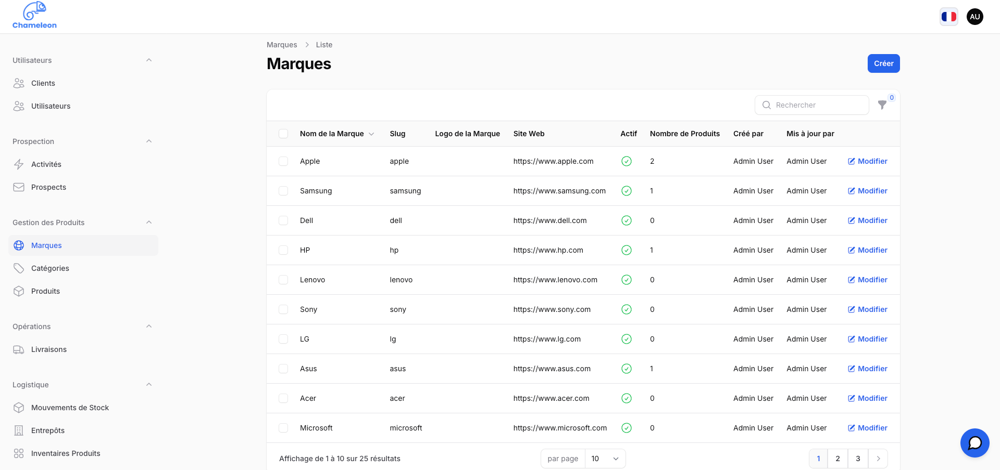 Chameleon
AU
Utilisateurs
Clients
Utilisateurs
Prospection
Activités
Prospects
Gestion des Produits
Marques
Catégories
Produits
Opérations
Livraisons
Logistique
Mouvements de Stock
Entrepôts
Inventaires Produits
Marques > Liste
Marques
Créer
Rechercher
0
Nom de la Marque Slug Logo de la Marque Site Web Actif Nombre de Produits Créé par Mis à jour par
Apple apple https://www.apple.com 2 Admin User Admin User Modifier
Samsung samsung https://www.samsung.com 1 Admin User Admin User Modifier
Dell dell https://www.dell.com 0 Admin User Admin User Modifier
HP hp https://www.hp.com 1 Admin User Admin User Modifier
Lenovo lenovo https://www.lenovo.com 0 Admin User Admin User Modifier
Sony sony https://www.sony.com 0 Admin User Admin User Modifier
LG lg https://www.lg.com 0 Admin User Admin User Modifier
Asus asus https://www.asus.com 1 Admin User Admin User Modifier
Acer acer https://www.acer.com 0 Admin User Admin User Modifier
Microsoft microsoft https://www.microsoft.com 0 Admin User Admin User Modifier
Affichage de 1 à 10 sur 25 résultats par page 10 1 2 3